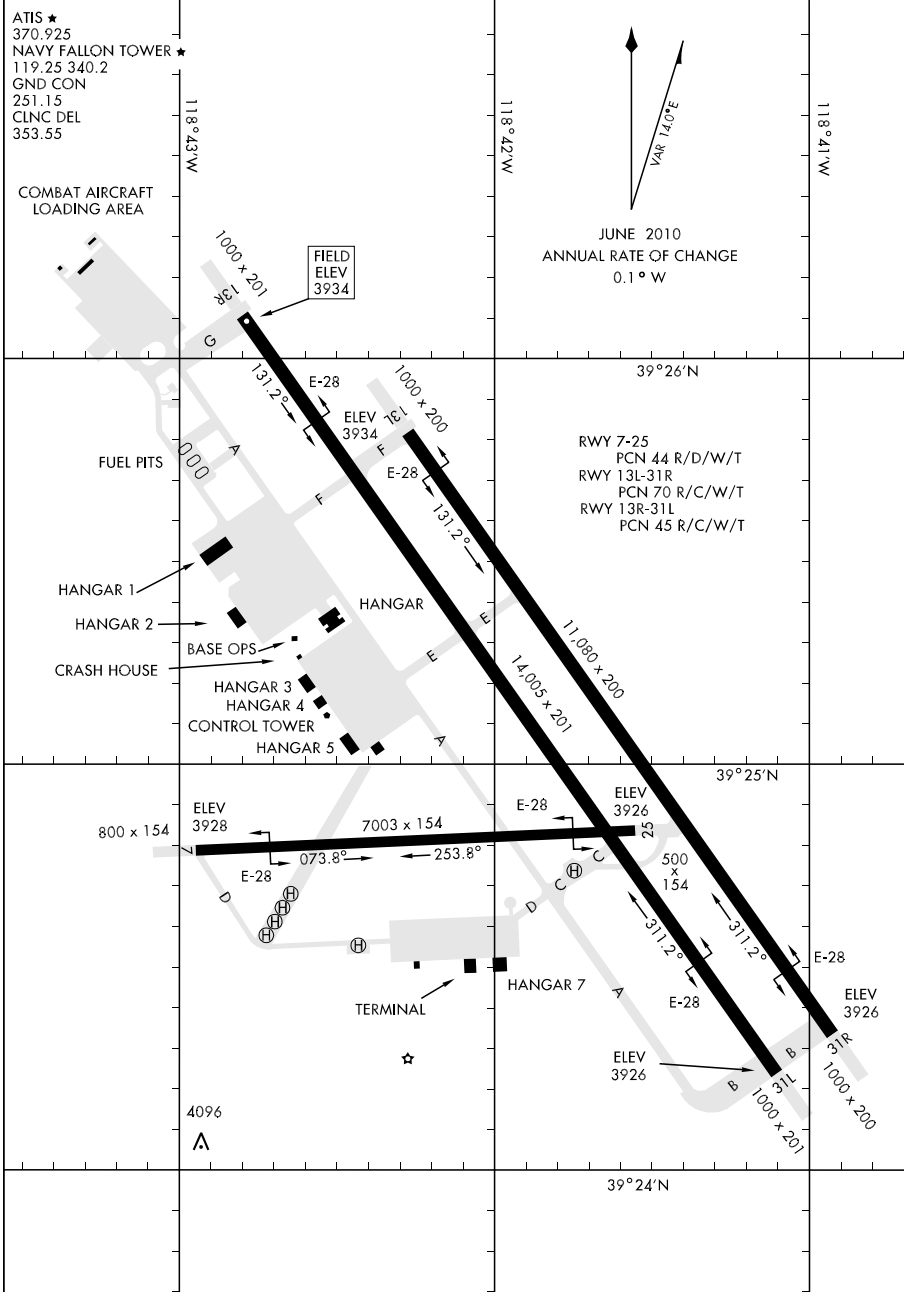 ATIS ★
370.925
NAVY FALLON TOWER ★
119.25 340.2
GND CON
251.15
CLNC DEL
353.55
118°43'W
118°42'W
118°41'W
VAR 14.0°E
JUNE 2010
ANNUAL RATE OF CHANGE
0.1° W
COMBAT AIRCRAFT
LOADING AREA
1000 x 201
13R
FIELD
ELEV
3934
G
39°26'N
131.2°
E-28
ELEV
3934
1000 x 200
13L
F
E-28
131.2°
RWY 7-25
PCN 44 R/D/W/T
RWY 13L-31R
PCN 70 R/C/W/T
RWY 13R-31L
PCN 45 R/C/W/T
FUEL PITS
A
F
HANGAR 1
HANGAR 2
HANGAR
BASE OPS
CRASH HOUSE
HANGAR 3
HANGAR 4
CONTROL TOWER
HANGAR 5
E
E
A
14,005 x 201
11,080 x 200
39°25'N
800 x 154
ELEV
3928
7
7003 x 154
E-28
ELEV
3926
25
E-28
073.8°
253.8°
C
C
H
500
x
154
D
D
H
H
H
H
H
311.2°
311.2°
E-28
E-28
TERMINAL
HANGAR 7
A
ELEV
3926
ELEV
3926
B
B
31L
31R
1000 x 201
1000 x 200
4096
39°24'N